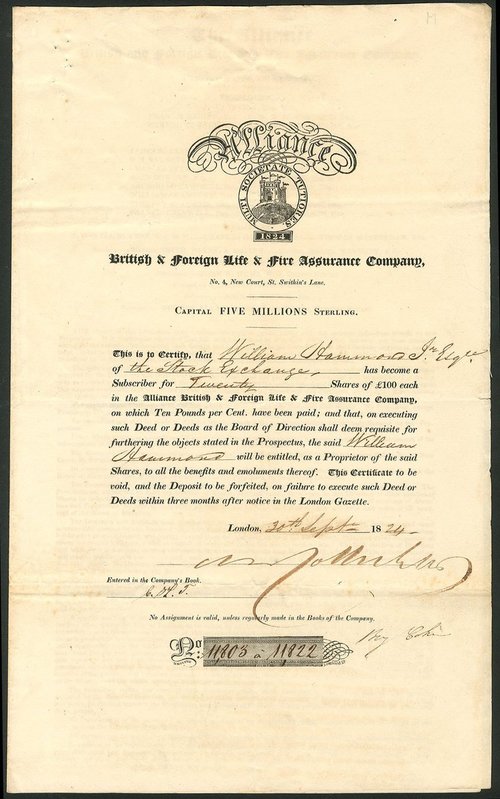 M
Alliance
MULTI SOCIETATE TUTIORES
1824
British & Foreign Life & Fire Assurance Company,
No. 4, New Court, St. Swithin's Lane.
CAPITAL FIVE MILLIONS STERLING.
This is to Certify, that William Hammond Jr. Esqre.
of the Stock Exchange, has become a
Subscriber for Twenty Shares of £100 each
in the Alliance British & Foreign Life & Fire Assurance Company,
on which Ten Pounds per Cent. have been paid; and that, on executing
such Deed or Deeds as the Board of Direction shall deem requisite for
furthering the objects stated in the Prospectus, the said William
Hammond will be entitled, as a Proprietor of the said
Shares, to all the benefits and emoluments thereof. This Certificate to be
void, and the Deposit to be forfeited, on failure to execute such Deed or
Deeds within three months after notice in the London Gazette.
London, 30th Septr 1824
Entered in the Company's Book.
No Assignment is valid, unless regularly made in the Books of the Company.
No. 11,803 a 11,822